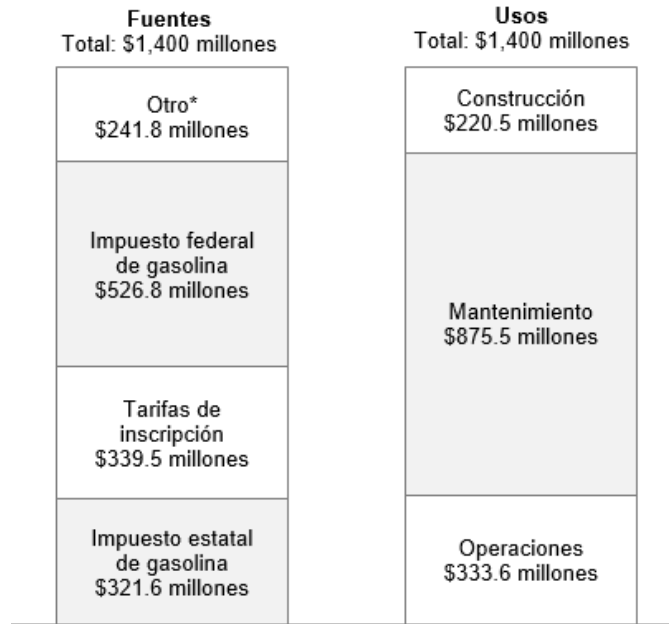 Fuentes
Total: $1,400 millones
Otro*
$241.8 millones
Impuesto federal
de gasolina
$526.8 millones
Tarifas de
inscripción
$339.5 millones
Impuesto estatal
de gasolina
$321.6 millones
Usos
Total: $1,400 millones
Construcción
$220.5 millones
Mantenimiento
$875.5 millones
Operaciones
$333.6 millones